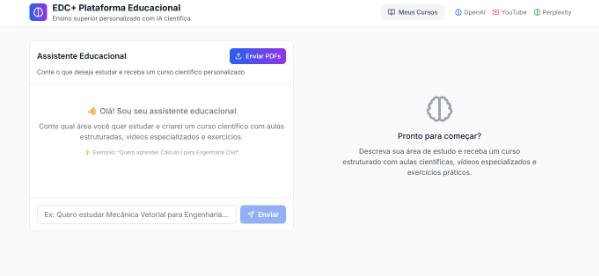 EDC+ Plataforma Educacional
Ensino superior personalizado com IA científica
Meus Cursos
OpenAI
YouTube
Perplexity
Assistente Educacional
Enviar PDFs
Conte o que deseja estudar e receba um curso científico personalizado
👋 Olá! Sou seu assistente educacional
Conte qual área você quer estudar e criarei um curso científico com aulas
estruturadas, vídeos especializados e exercícios.
💡 Exemplo: "Quero aprender Cálculo I para Engenharia Civil"
Pronto para começar?
Descreva sua área de estudo e receba um curso
estruturado com aulas científicas, vídeos especializados e
exercícios práticos.
Ex: Quero estudar Mecânica Vetorial para Engenharia...
Enviar